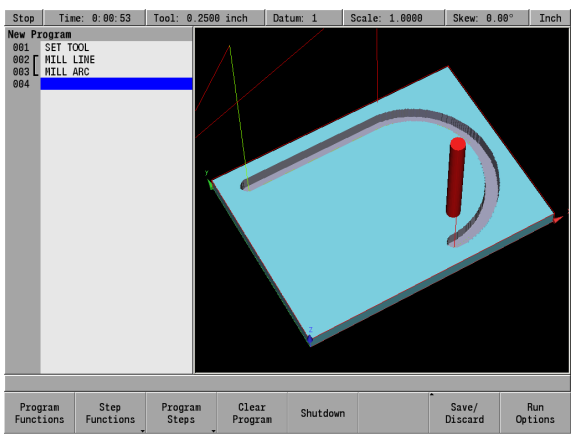 Stop Time: 0:00:53 Tool: 0.2500 inch Datum: 1 Scale: 1.0000 Skew: 0.00° Inch
New Program
001 SET TOOL
002 MILL LINE
003 MILL ARC
004
Y
Z
Program Functions Step Functions Program Steps Clear Program Shutdown Save/ Discard Run Options